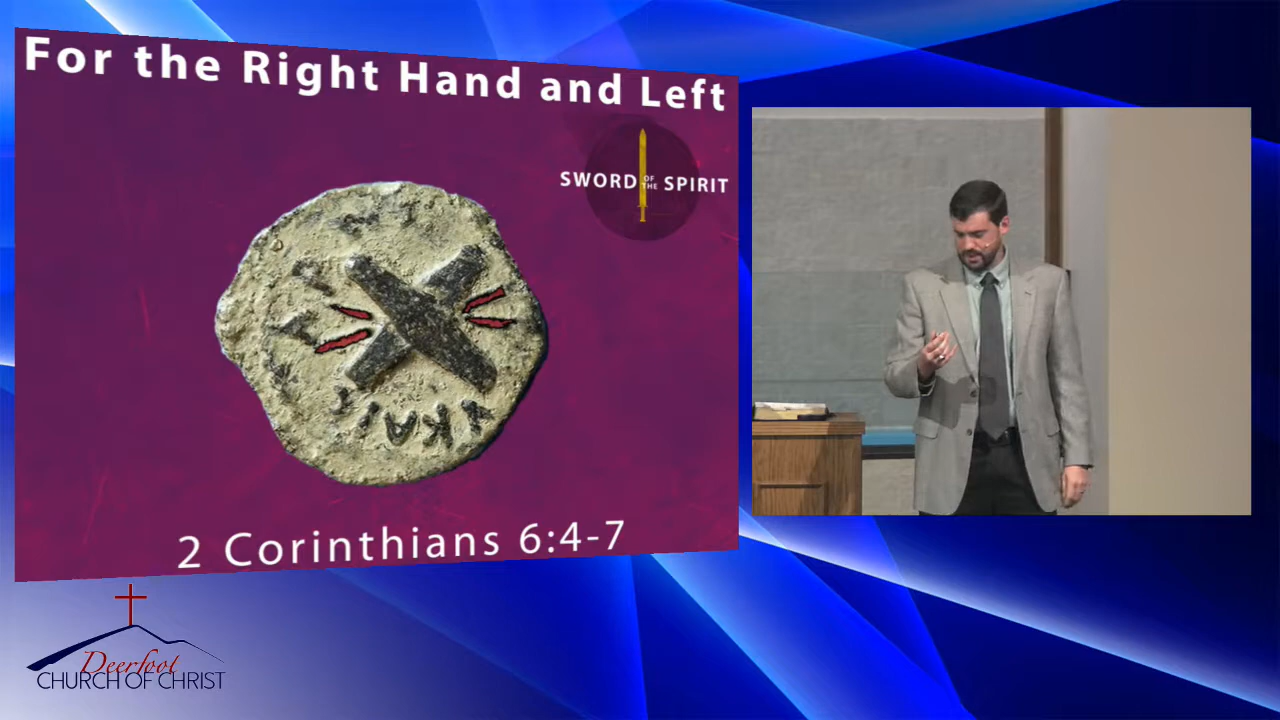 For the Right Hand and Left
SWORD OF THE SPIRIT
2 Corinthians 6:4-7
Deerfoot
CHURCH OF CHRIST